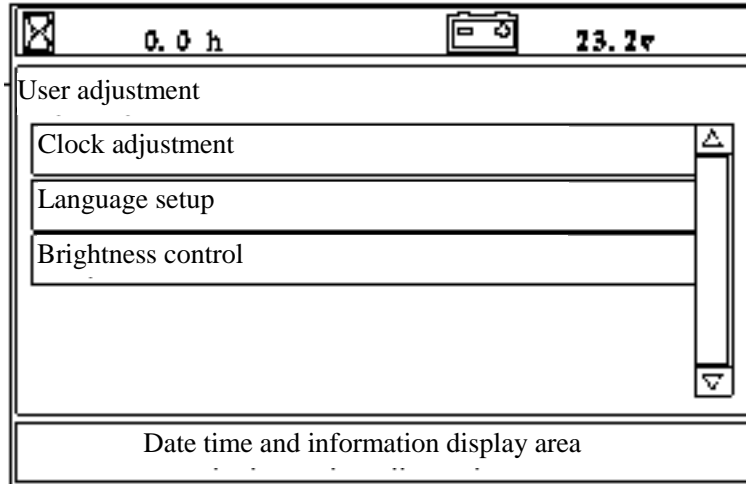 0.0 h 23.2v
User adjustment
Clock adjustment
Language setup
Brightness control
Date time and information display area